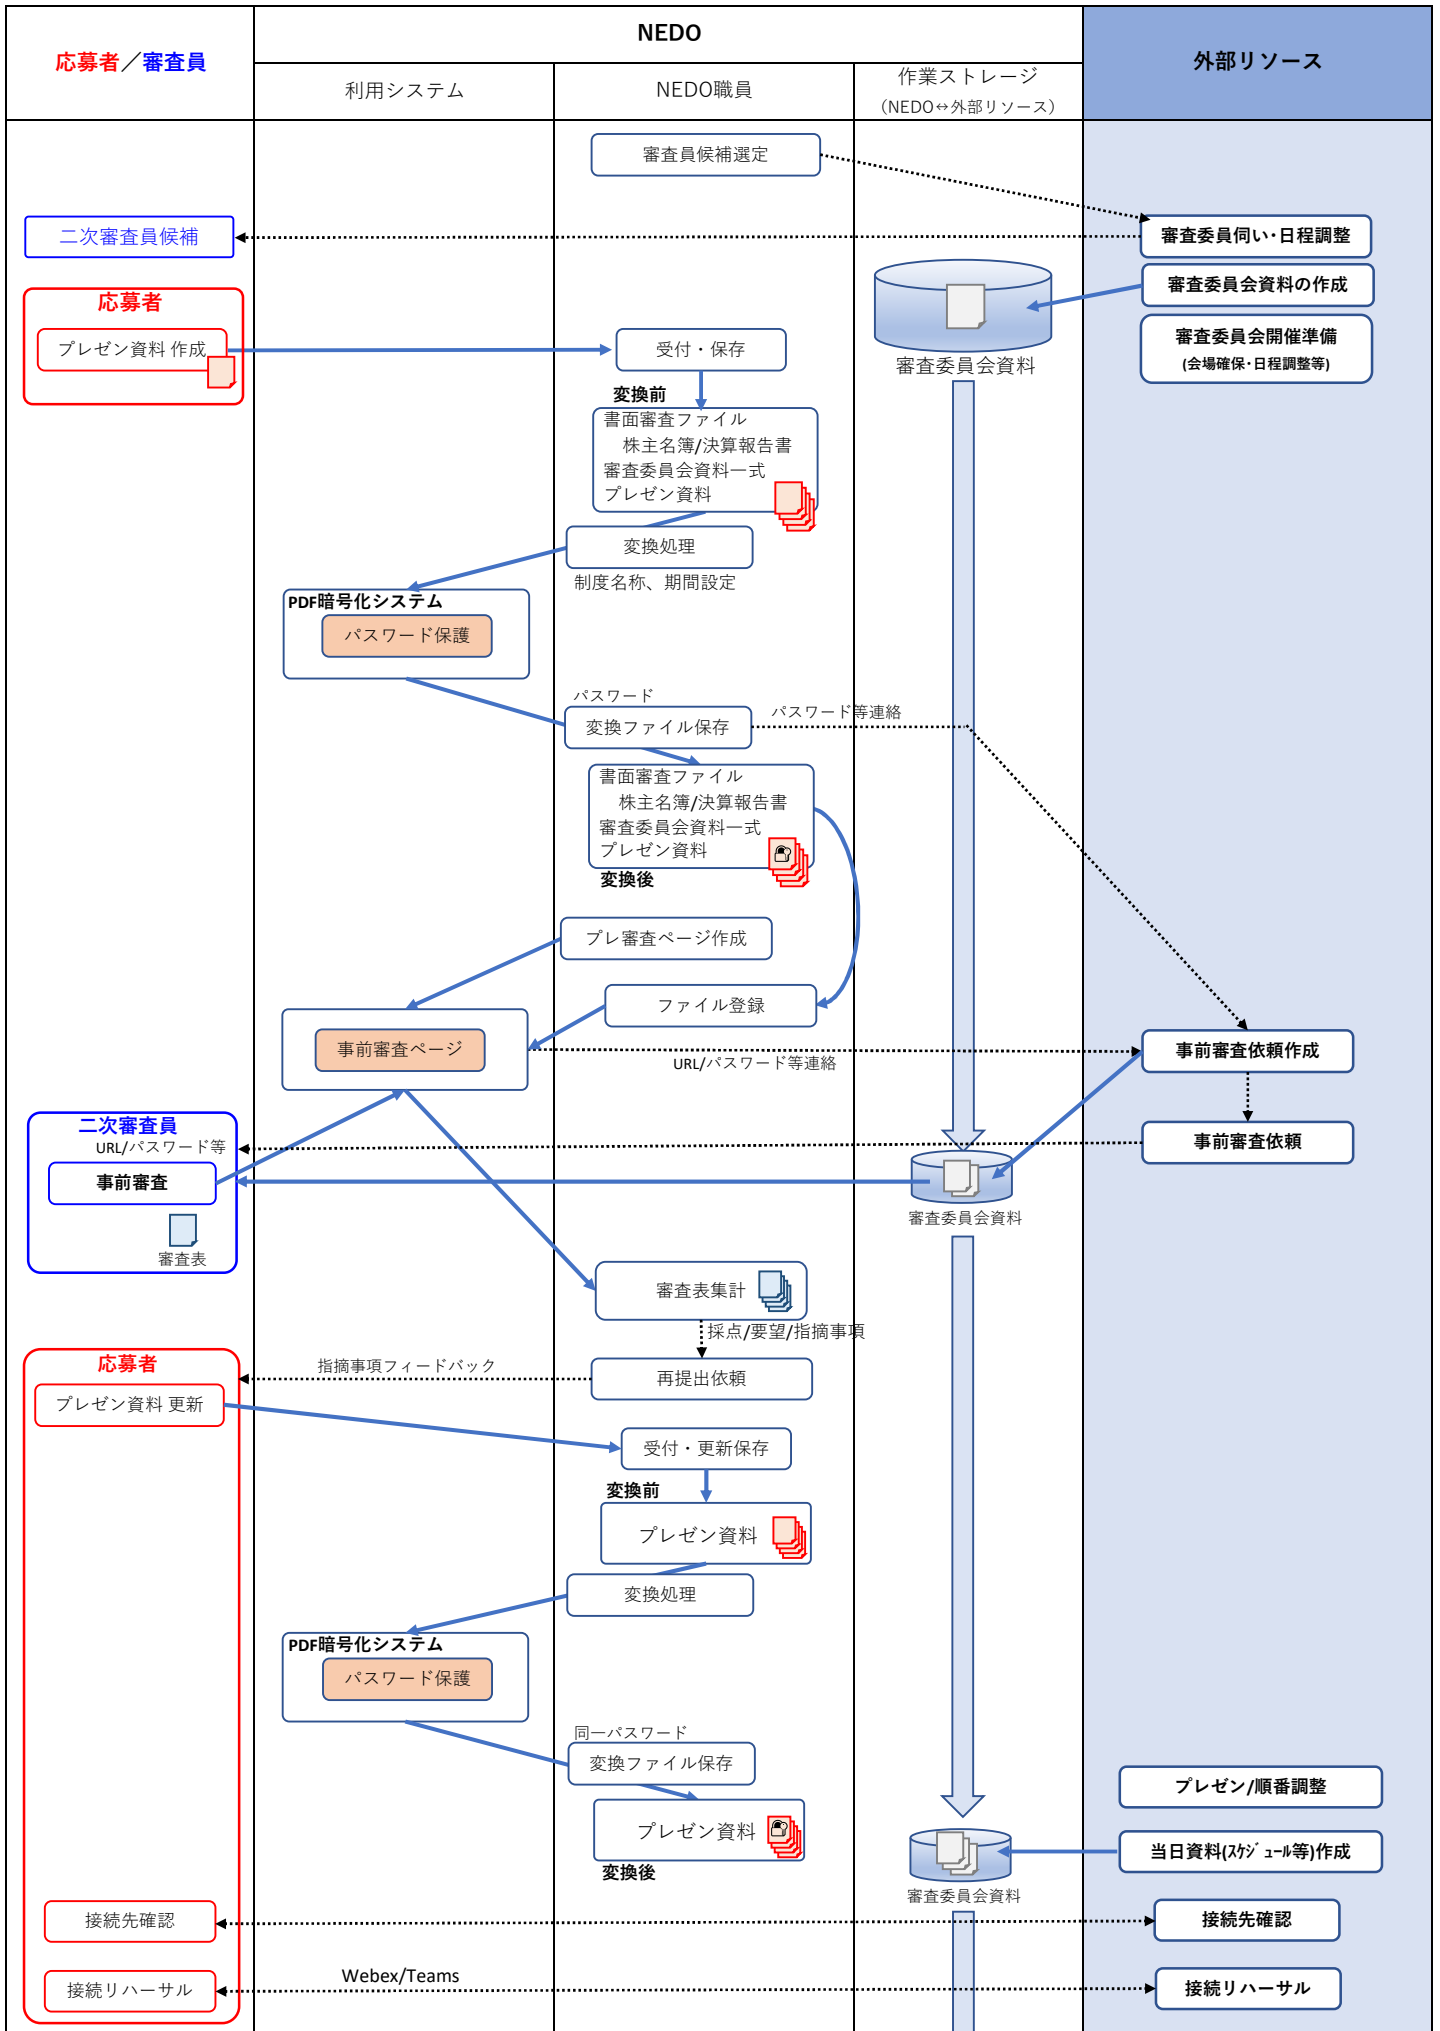 応募者／審査員
NEDO
外部リソース
利用システム
NEDO職員
作業ストレージ
（NEDO⇔外部リソース）
審査員候補選定
二次審査員候補
審査委員伺い・日程調整
審査委員会資料の作成
応募者
プレゼン資料 作成
受付・保存
審査委員会開催準備
(会場確保・日程調整等)
審査委員会資料
変換前
書面審査ファイル
株主名簿/決算報告書
審査委員会資料一式
プレゼン資料
変換処理
制度名称、期間設定
PDF暗号化システム
パスワード保護
パスワード
変換ファイル保存
パスワード等連絡
書面審査ファイル
株主名簿/決算報告書
審査委員会資料一式
プレゼン資料
変換後
プレ審査ページ作成
ファイル登録
事前審査ページ
URL/パスワード等連絡
事前審査依頼作成
二次審査員
URL/パスワード等
事前審査依頼
事前審査
審査表
審査委員会資料
審査表集計
採点/要望/指摘事項
応募者
指摘事項フィードバック
再提出依頼
プレゼン資料 更新
受付・更新保存
変換前
プレゼン資料
変換処理
PDF暗号化システム
パスワード保護
同一パスワード
変換ファイル保存
プレゼン/順番調整
プレゼン資料
当日資料(ｽｹｼﾞｭｰﾙ等)作成
変換後
審査委員会資料
接続先確認
接続先確認
Webex/Teams
接続リハーサル
接続リハーサル